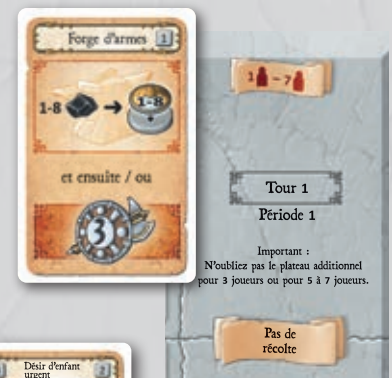 Forge d'armes 1
1-8 1-8
et ensuite / ou
3
1 - 7
Tour 1
Période 1
Important :
N'oubliez pas le plateau additionnel
pour 3 joueurs ou pour 5 à 7 joueurs.
Pas de
récolte
Désir d'enfant 2
urgent